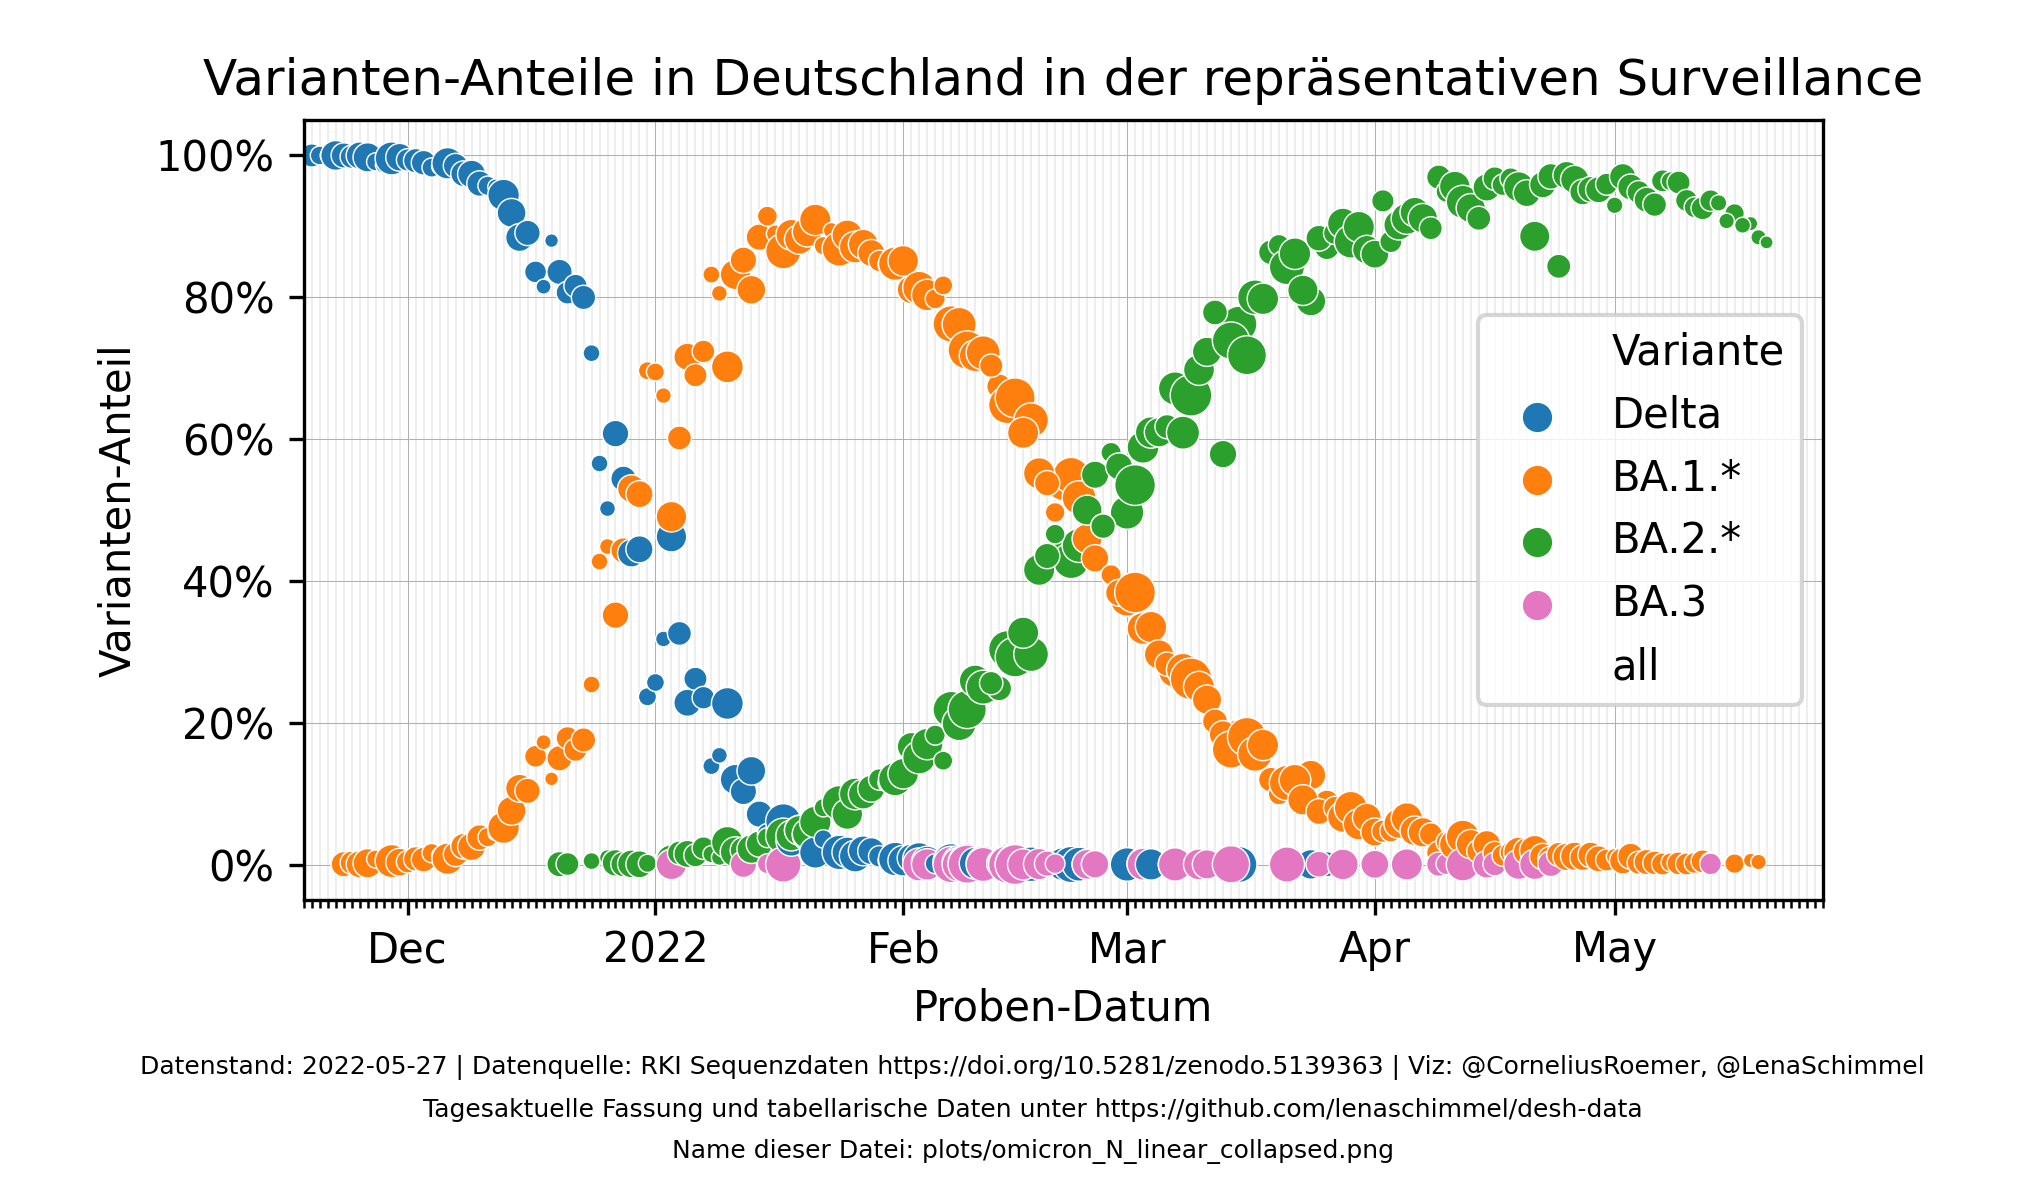 Varianten-Anteile in Deutschland in der repräsentativen Surveillance
100%
80%
60%
40%
20%
0%
Varianten-Anteil
Variante
Delta
BA.1.*
BA.2.*
BA.3
all
Dec 2022 Feb Mar Apr May
Proben-Datum
Datenstand: 2022-05-27 | Datenquelle: RKI Sequenzdaten https://doi.org/10.5281/zenodo.5139363 | Viz: @CorneliusRoemer, @LenaSchimmel
Tagesaktuelle Fassung und tabellarische Daten unter https://github.com/lenaschimmel/desh-data
Name dieser Datei: plots/omicron_N_linear_collapsed.png